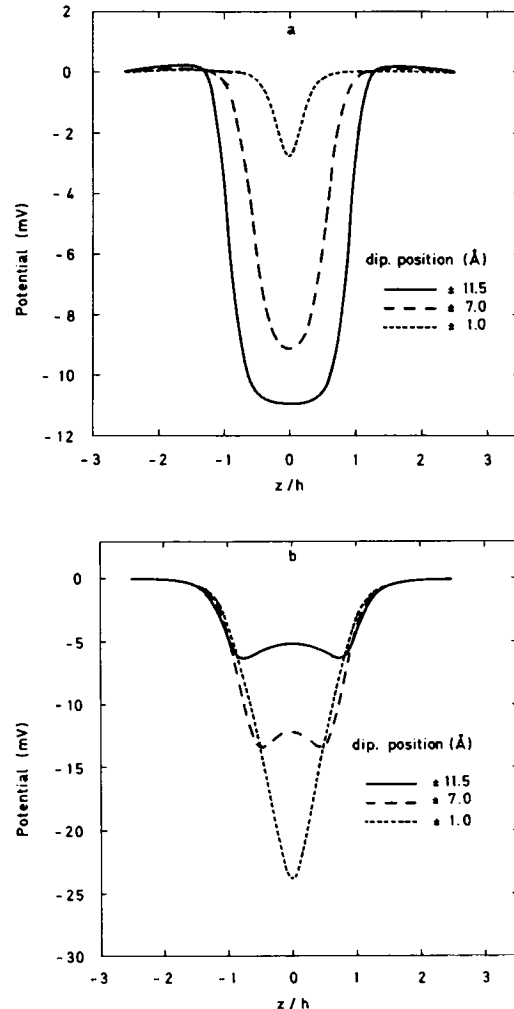 a
2
0
- 2
- 4
- 6
- 8
- 10
- 12
Potential (mV)
dip. position (Å)
± 11.5
± 7.0
± 1.0
-3 -2 -1 0 1 2 3
z/h
b
0
-5
-10
-15
-20
-25
-30
Potential (mV)
dip. position (Å)
± 11.5
± 7.0
± 1.0
-3 -2 -1 0 1 2 3
z/h